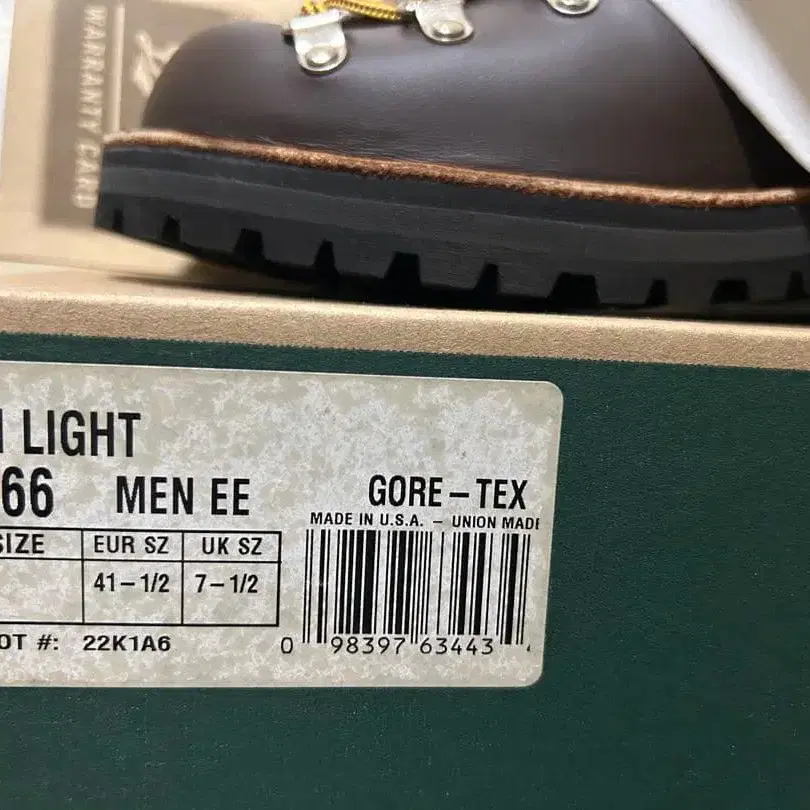 WARRANTY CARD
LIGHT
66 MEN EE GORE-TEX
MADE IN U.S.A. - UNION MADE
SIZE EUR SZ UK SZ
41-1/2 7-1/2
OT #: 22K1A6
0 98397 63443